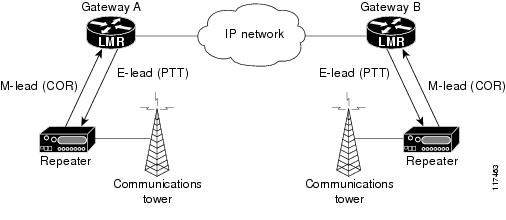 Gateway A
Gateway B
IP network
LMR
LMR
E-lead (PTT)
E-lead (PTT)
M-lead (COR)
M-lead (COR)
Repeater
Repeater
Communications
tower
Communications
tower
117463